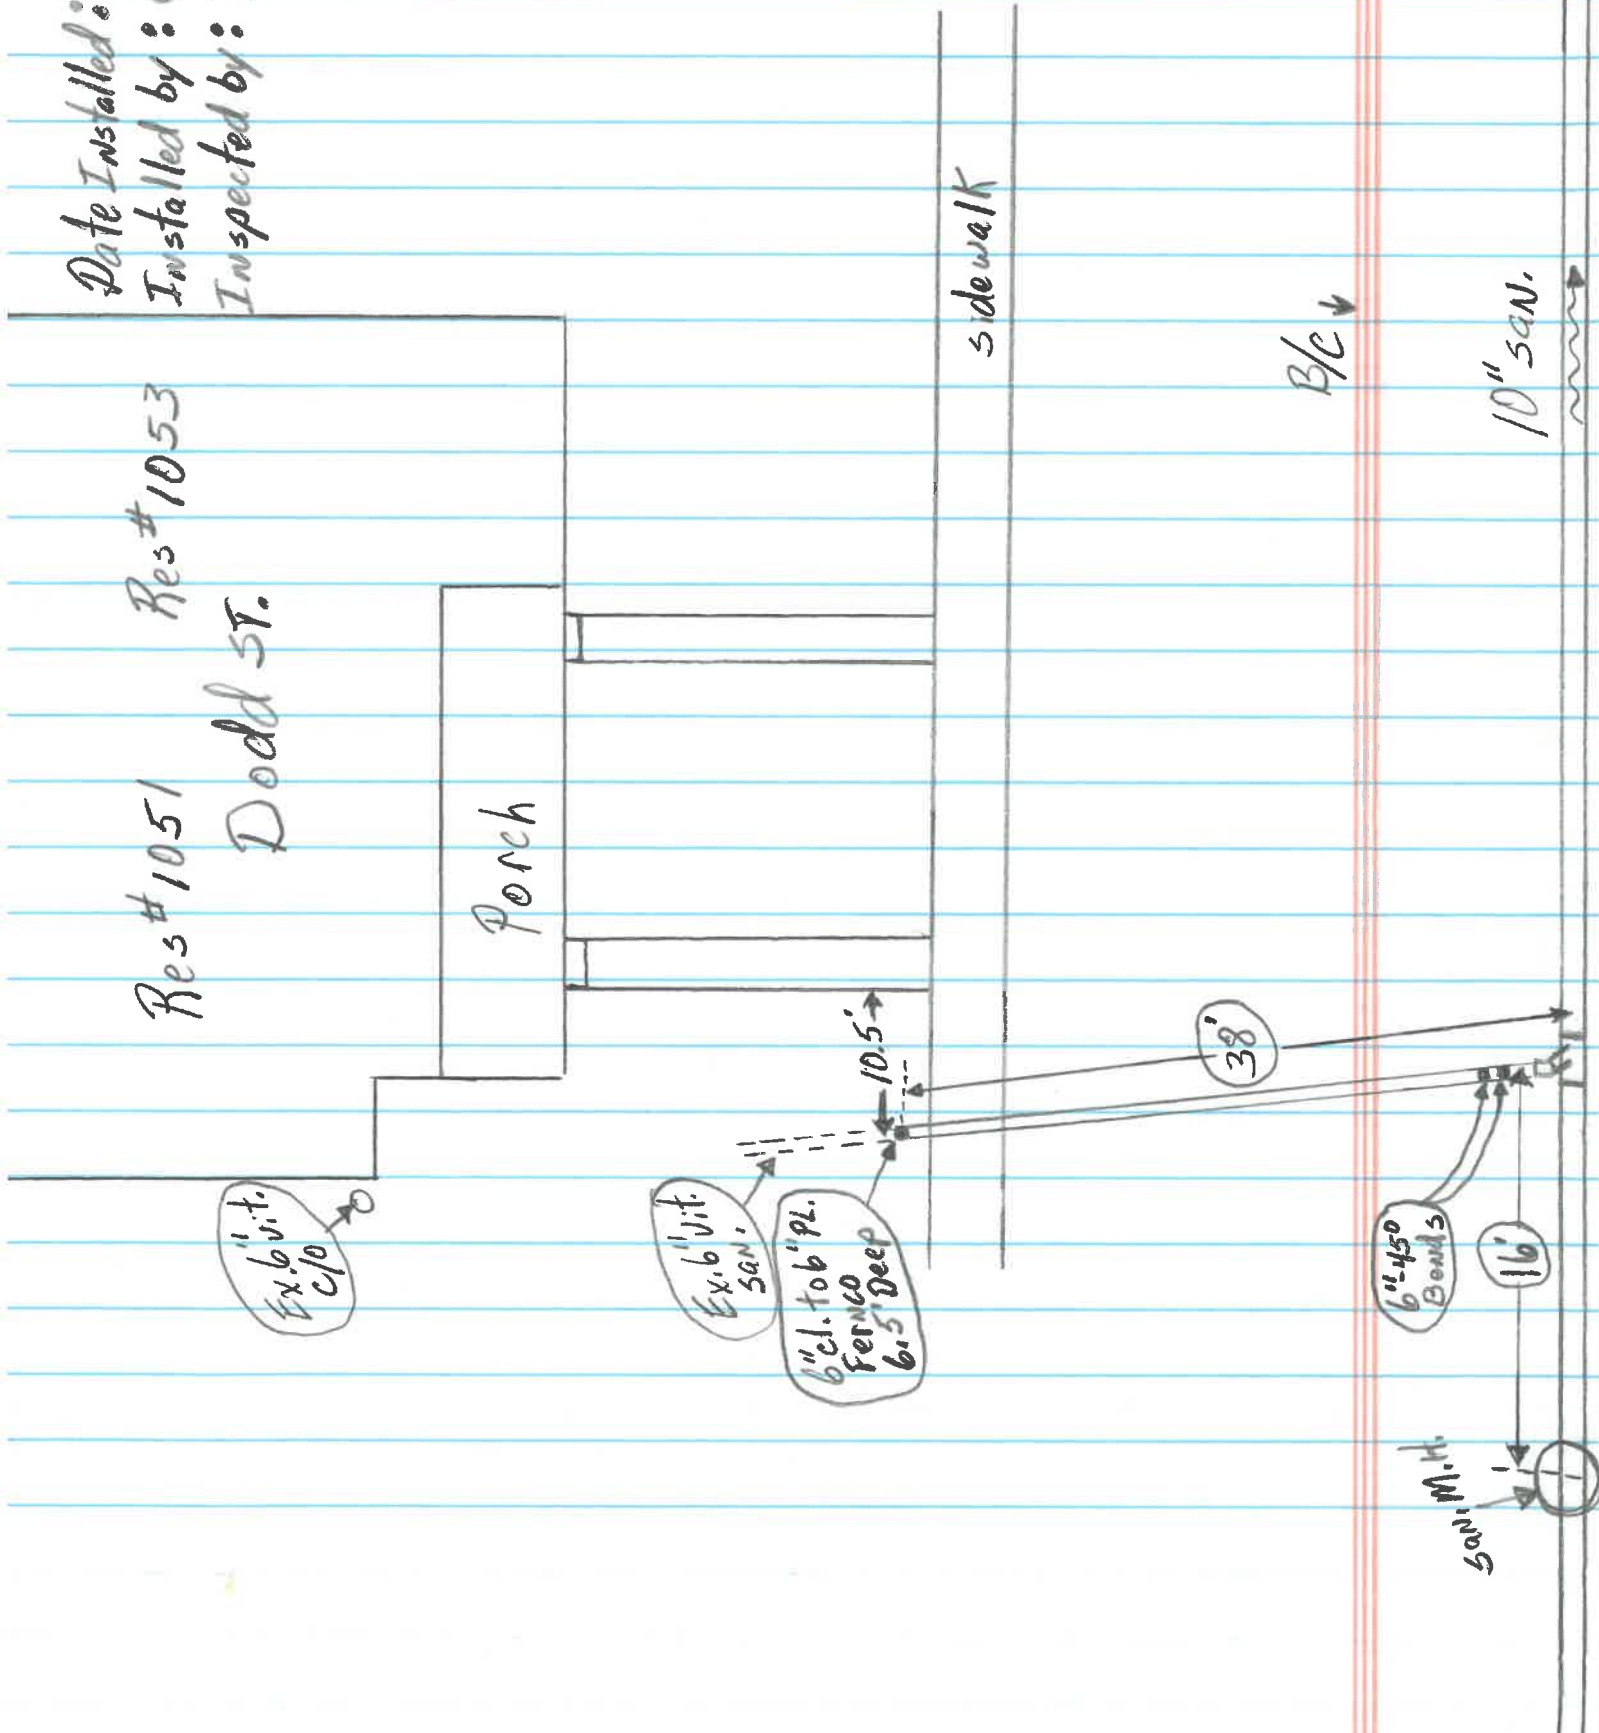 Date Installed:
Installed by:
Inspected by:
Res #1051 Res #1053
Dodd ST.
Porch
Ex. 6" Vit.
C/O
Ex. 6" Vit.
SAN.
10.5'
6" cl. to 6" PL.
Fernco
6.5' Deep
sidewalk
38'
B/C
6"-45°
Bends
16'
10" SAN.
SAN. M.H.